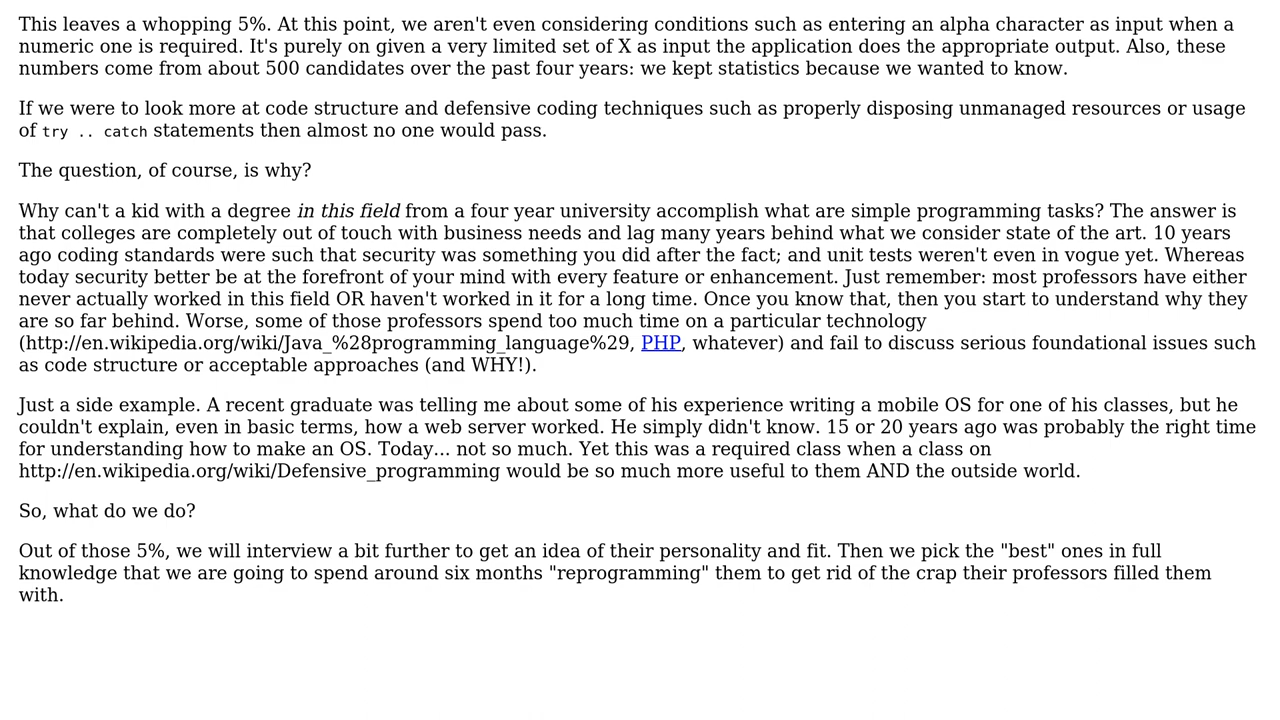 This leaves a whopping 5%. At this point, we aren't even considering conditions such as entering an alpha character as input when a
numeric one is required. It's purely on given a very limited set of X as input the application does the appropriate output. Also, these
numbers come from about 500 candidates over the past four years: we kept statistics because we wanted to know.
If we were to look more at code structure and defensive coding techniques such as properly disposing unmanaged resources or usage
of try .. catch statements then almost no one would pass.
The question, of course, is why?
Why can't a kid with a degree in this field from a four year university accomplish what are simple programming tasks? The answer is
that colleges are completely out of touch with business needs and lag many years behind what we consider state of the art. 10 years
ago coding standards were such that security was something you did after the fact; and unit tests weren't even in vogue yet. Whereas
today security better be at the forefront of your mind with every feature or enhancement. Just remember: most professors have either
never actually worked in this field OR haven't worked in it for a long time. Once you know that, then you start to understand why they
are so far behind. Worse, some of those professors spend too much time on a particular technology
(http://en.wikipedia.org/wiki/Java_%28programming_language%29, PHP, whatever) and fail to discuss serious foundational issues such
as code structure or acceptable approaches (and WHY!).
Just a side example. A recent graduate was telling me about some of his experience writing a mobile OS for one of his classes, but he
couldn't explain, even in basic terms, how a web server worked. He simply didn't know. 15 or 20 years ago was probably the right time
for understanding how to make an OS. Today... not so much. Yet this was a required class when a class on
http://en.wikipedia.org/wiki/Defensive_programming would be so much more useful to them AND the outside world.
So, what do we do?
Out of those 5%, we will interview a bit further to get an idea of their personality and fit. Then we pick the "best" ones in full
knowledge that we are going to spend around six months "reprogramming" them to get rid of the crap their professors filled them
with.